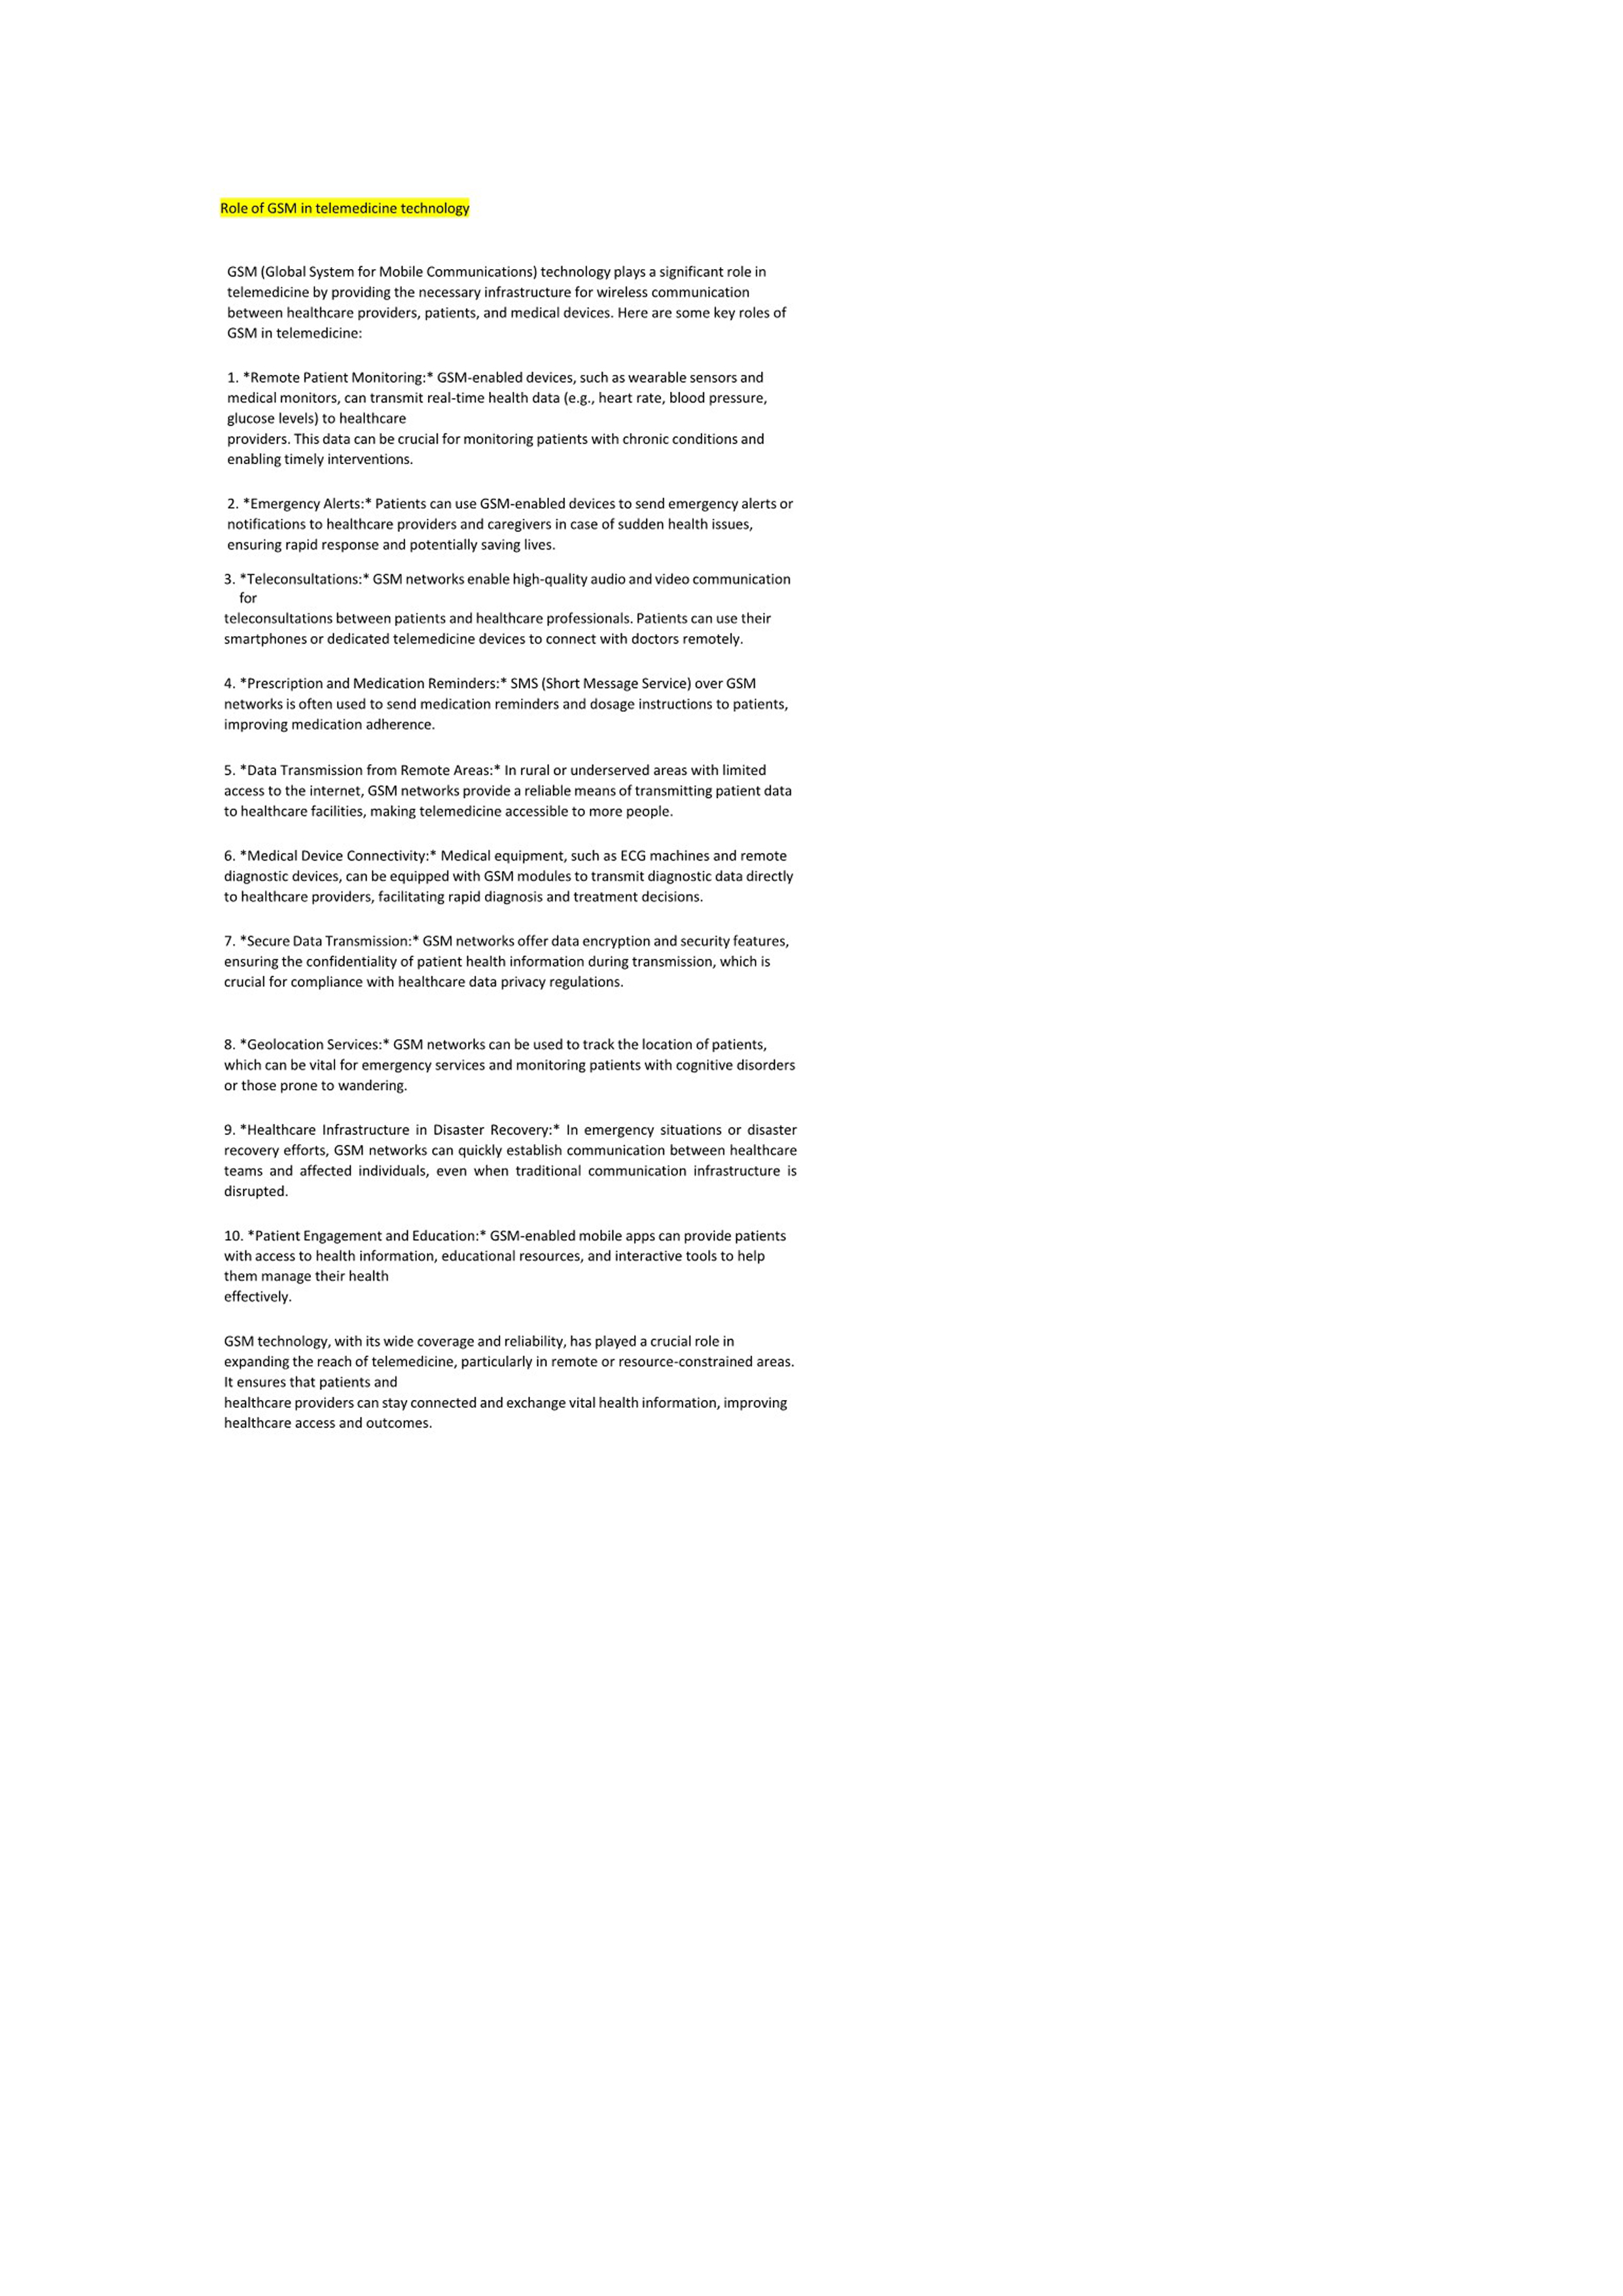 Role of GSM in telemedicine technology
GSM (Global System for Mobile Communications) technology plays a significant role in
telemedicine by providing the necessary infrastructure for wireless communication
between healthcare providers, patients, and medical devices. Here are some key roles of
GSM in telemedicine:
1. *Remote Patient Monitoring:* GSM-enabled devices, such as wearable sensors and
medical monitors, can transmit real-time health data (e.g., heart rate, blood pressure,
glucose levels) to healthcare
providers. This data can be crucial for monitoring patients with chronic conditions and
enabling timely interventions.
2. *Emergency Alerts:* Patients can use GSM-enabled devices to send emergency alerts or
notifications to healthcare providers and caregivers in case of sudden health issues,
ensuring rapid response and potentially saving lives.
3. *Teleconsultations:* GSM networks enable high-quality audio and video communication
for
teleconsultations between patients and healthcare professionals. Patients can use their
smartphones or dedicated telemedicine devices to connect with doctors remotely.
4. *Prescription and Medication Reminders:* SMS (Short Message Service) over GSM
networks is often used to send medication reminders and dosage instructions to patients,
improving medication adherence.
5. *Data Transmission from Remote Areas:* In rural or underserved areas with limited
access to the internet, GSM networks provide a reliable means of transmitting patient data
to healthcare facilities, making telemedicine accessible to more people.
6. *Medical Device Connectivity:* Medical equipment, such as ECG machines and remote
diagnostic devices, can be equipped with GSM modules to transmit diagnostic data directly
to healthcare providers, facilitating rapid diagnosis and treatment decisions.
7. *Secure Data Transmission:* GSM networks offer data encryption and security features,
ensuring the confidentiality of patient health information during transmission, which is
crucial for compliance with healthcare data privacy regulations.
8. *Geolocation Services:* GSM networks can be used to track the location of patients,
which can be vital for emergency services and monitoring patients with cognitive disorders
or those prone to wandering.
9. *Healthcare Infrastructure in Disaster Recovery:* In emergency situations or disaster
recovery efforts, GSM networks can quickly establish communication between healthcare
teams and affected individuals, even when traditional communication infrastructure is
disrupted.
10. *Patient Engagement and Education:* GSM-enabled mobile apps can provide patients
with access to health information, educational resources, and interactive tools to help
them manage their health
effectively.
GSM technology, with its wide coverage and reliability, has played a crucial role in
expanding the reach of telemedicine, particularly in remote or resource-constrained areas.
It ensures that patients and
healthcare providers can stay connected and exchange vital health information, improving
healthcare access and outcomes.